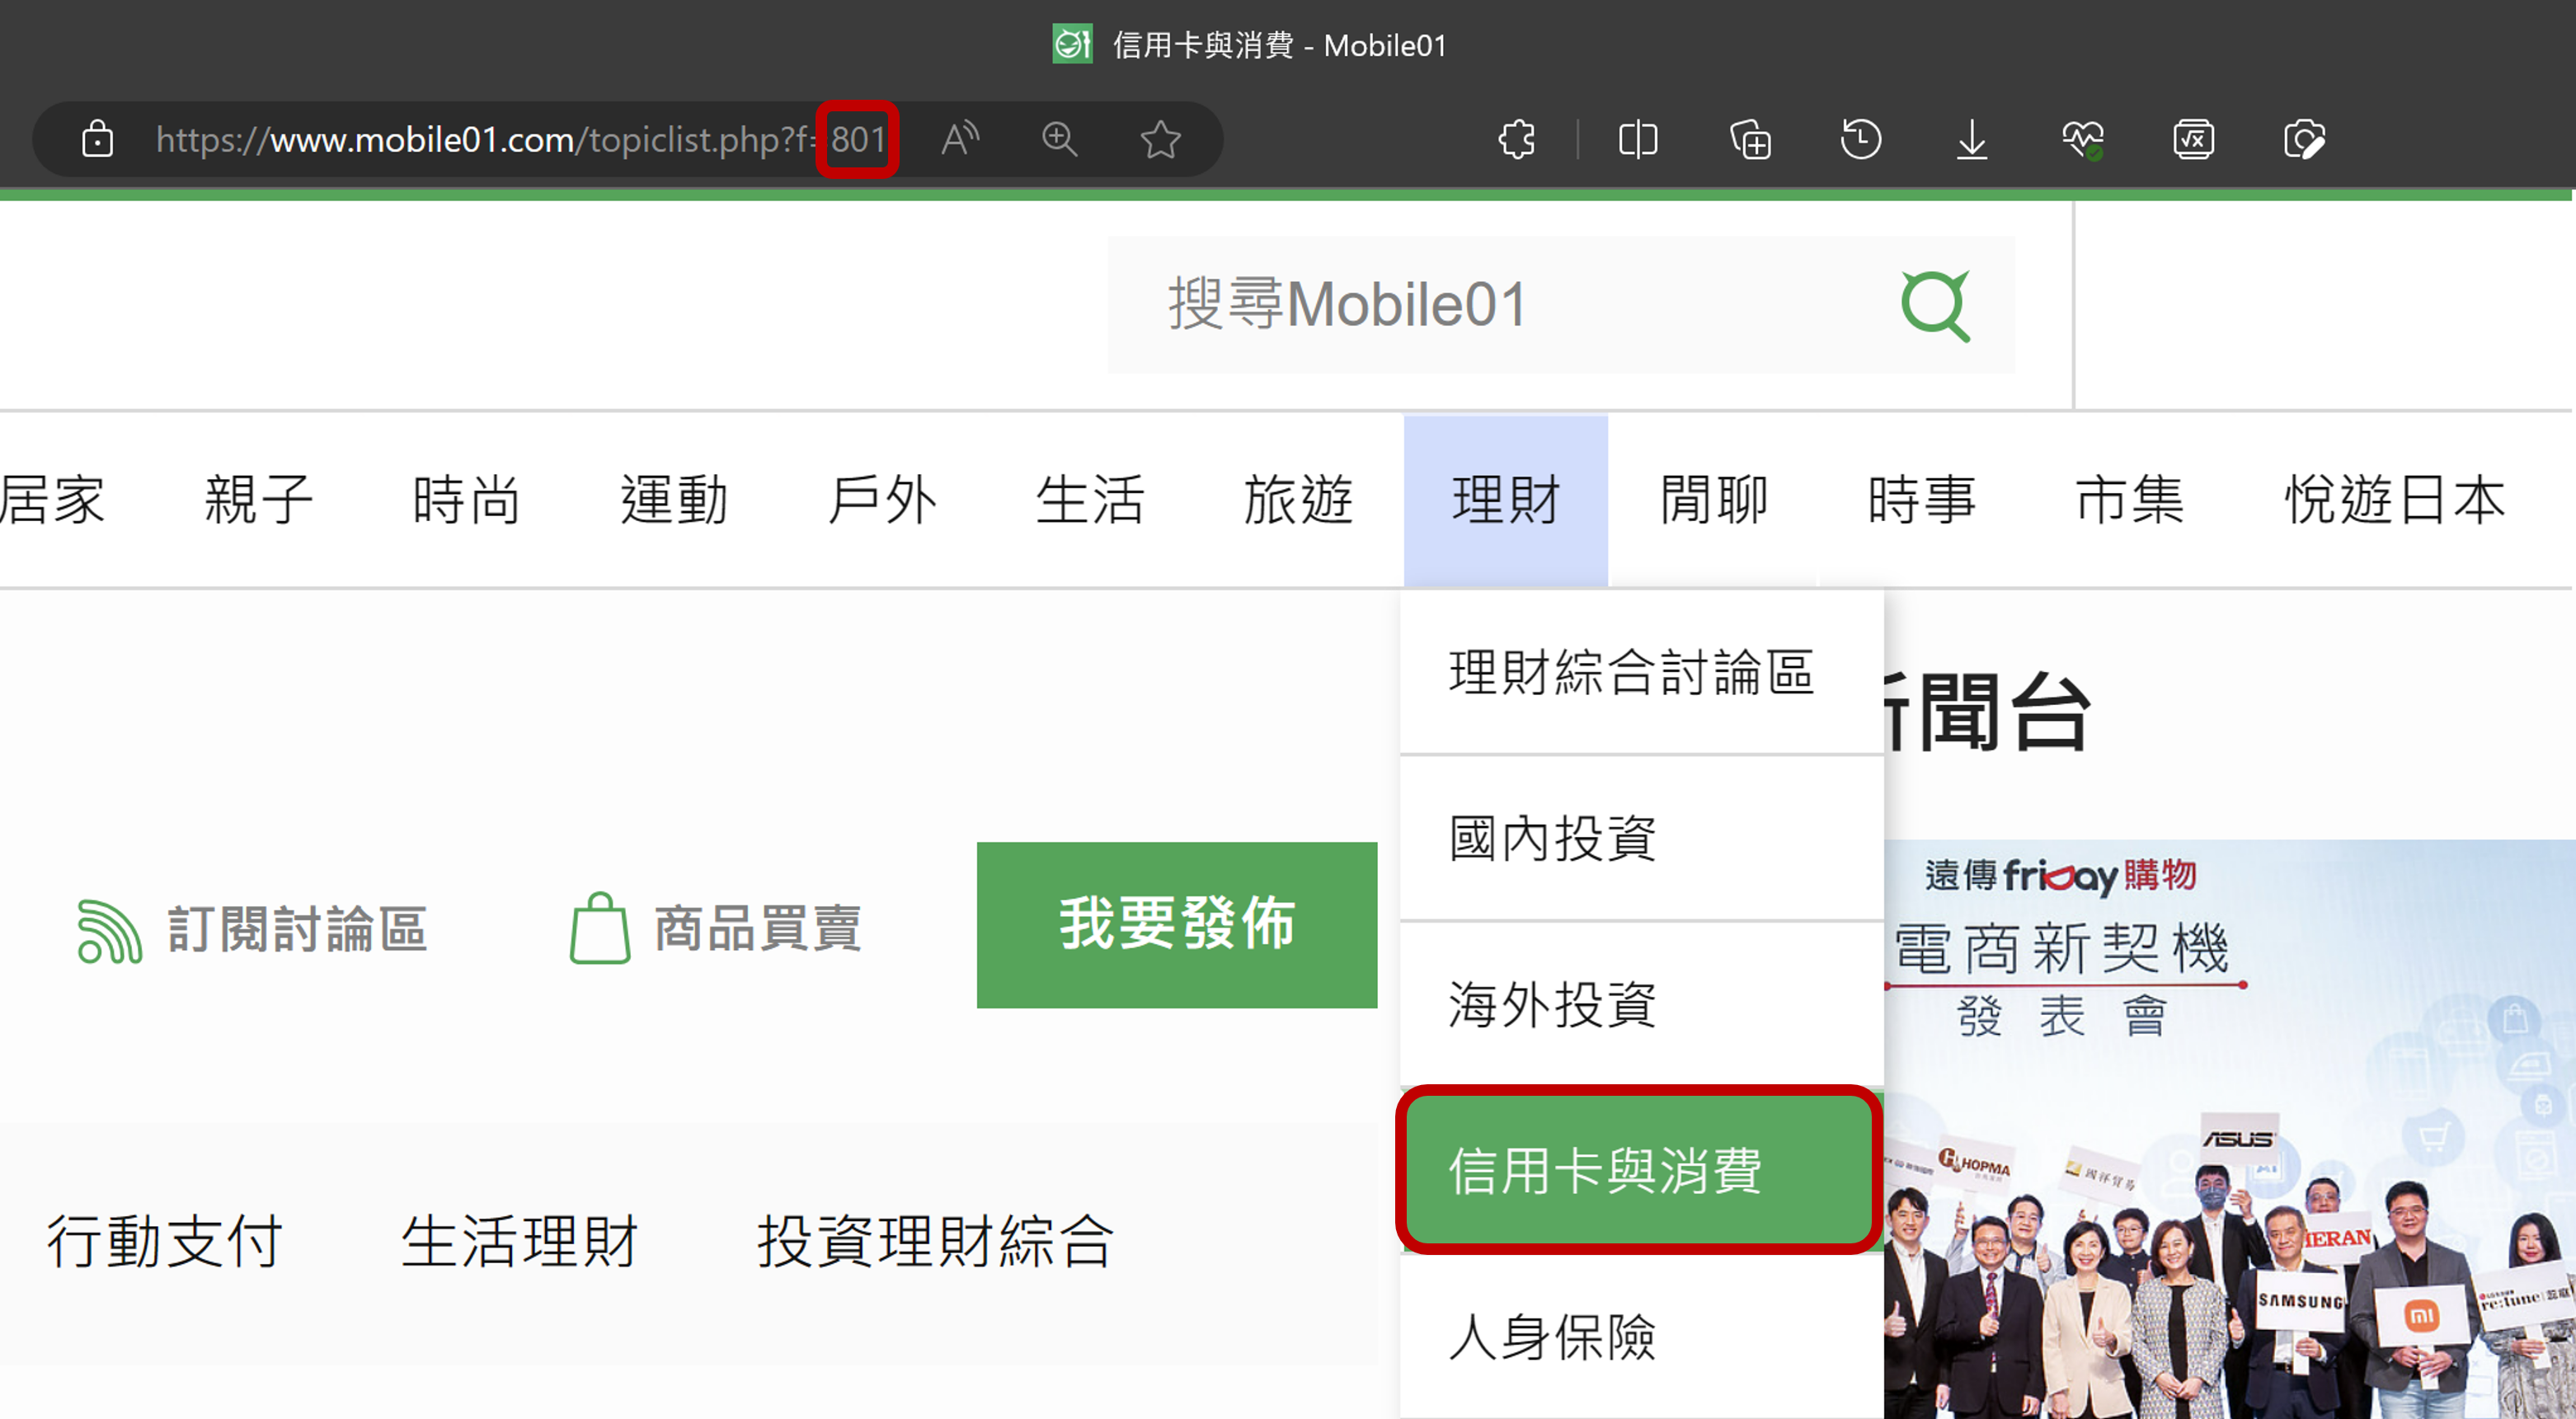 信用卡與消費 - Mobile01
https://www.mobile01.com/topiclist.php?f=801
搜尋Mobile01
居家 親子 時尚 運動 戶外 生活 旅遊 理財 閒聊 時事 市集 悅遊日本
理財綜合討論區
國內投資
海外投資
信用卡與消費
人身保險
聞台
訂閱討論區
商品買賣
我要發佈
行動支付 生活理財 投資理財綜合
遠傳friDay購物
電商新契機
發表會
ASUS
HOPMA
HERAN
SAMSUNG
mi
re:tune